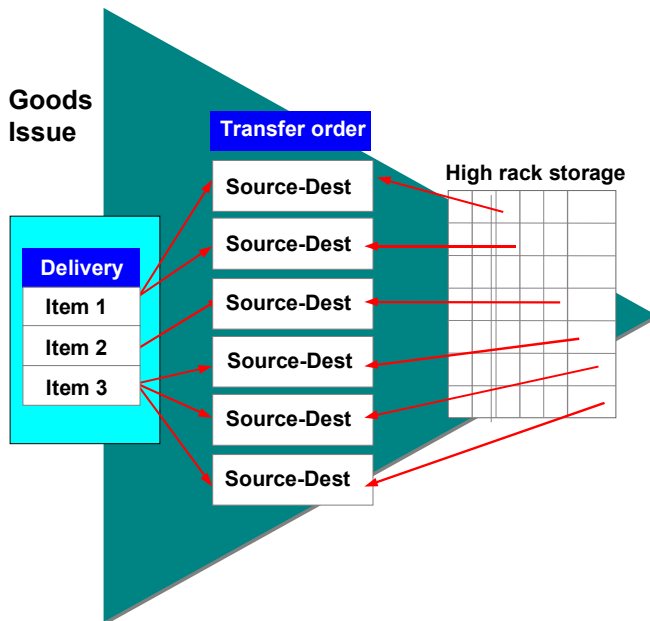 Goods
Issue
Transfer order
High rack storage
Source-Dest
Source-Dest
Delivery
Item 1
Source-Dest
Item 2
Source-Dest
Item 3
Source-Dest
Source-Dest